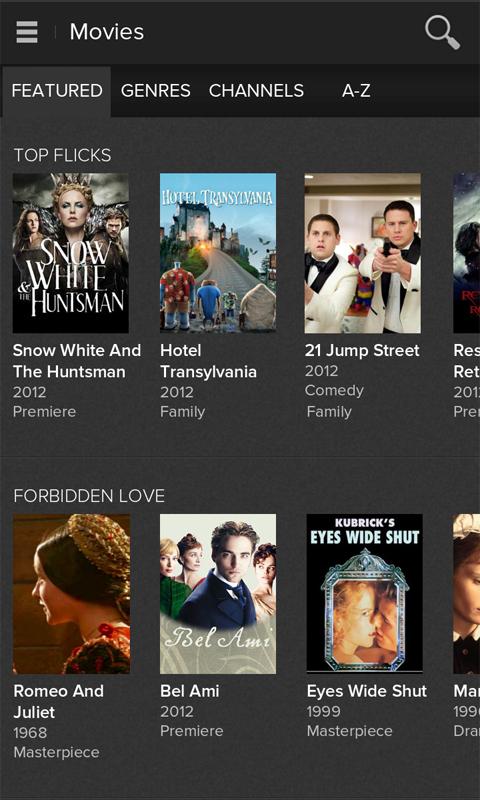 Movies
FEATURED GENRES CHANNELS A-Z
TOP FLICKS
SNOW
WHITE
& THE HUNTSMAN
HOTEL TRANSYLVANIA
Snow White And
The Huntsman
2012
Premiere
Hotel
Transylvania
2012
Family
21 Jump Street
2012
Comedy
Family
Res
Ret
201
Prer
FORBIDDEN LOVE
Bel Ami
KUBRICK'S
EYES WIDE SHUT
Romeo And
Juliet
1968
Masterpiece
Bel Ami
2012
Premiere
Eyes Wide Shut
1999
Masterpiece
Mar
199
Drar